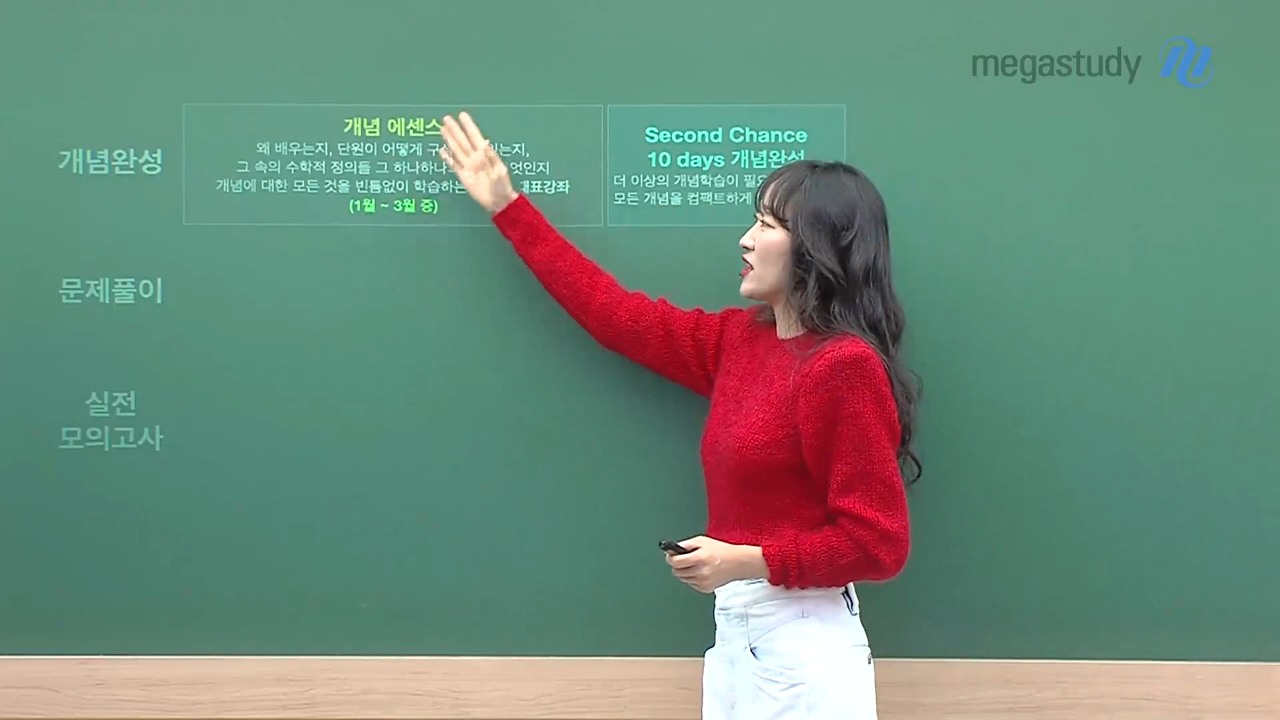 megastudy
개념완성
개념 에센스
왜 배우는지, 단원이 어떻게
그 속의 수학적 정의들 그 하나하나
개념에 대한 모든 것을 빈틈없이 학습하는 대표강좌
(1월 ~ 3월 중)
Second Chance
10 days 개념완성
더 이상의 개념학습이
모든 개념을 컴팩트하게
문제풀이
실전
모의고사